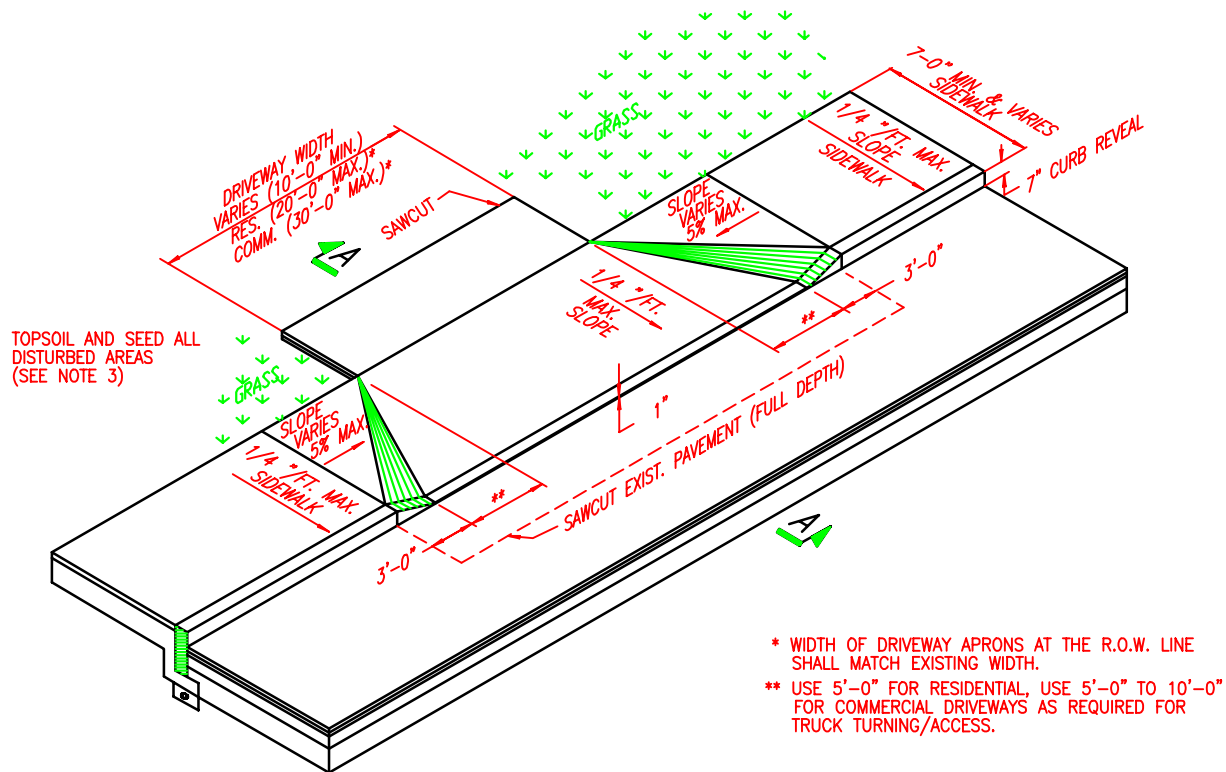 GRASS
7-0" MIN. & VARIES
SIDEWALK
1/4 "/FT. MAX.
SLOPE
SIDEWALK
7" CURB REVEAL
DRIVEWAY WIDTH
VARIES (10'-0" MIN.)
RES. (20'-0" MAX.)*
COMM. (30'-0" MAX.)*
SAWCUT
A
SLOPE
VARIES
5% MAX.
3'-0"
**
1/4 "/FT.
MAX.
SLOPE
1"
TOPSOIL AND SEED ALL
DISTURBED AREAS
(SEE NOTE 3)
GRASS
SLOPE
VARIES
5% MAX.
1/4 "/FT. MAX.
SIDEWALK
**
3'-0"
SAWCUT EXIST. PAVEMENT (FULL DEPTH)
A
* WIDTH OF DRIVEWAY APRONS AT THE R.O.W. LINE
SHALL MATCH EXISTING WIDTH.
** USE 5'-0" FOR RESIDENTIAL, USE 5'-0" TO 10'-0"
FOR COMMERCIAL DRIVEWAYS AS REQUIRED FOR
TRUCK TURNING/ACCESS.